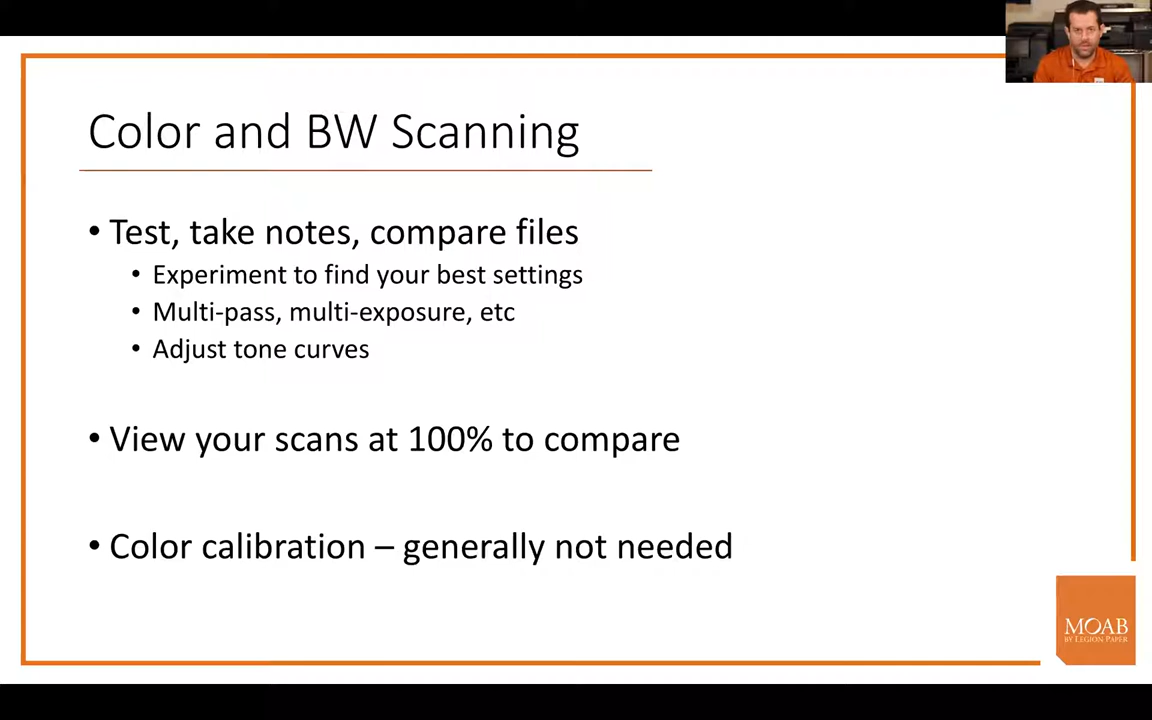 Color and BW Scanning
• Test, take notes, compare files
• Experiment to find your best settings
• Multi-pass, multi-exposure, etc
• Adjust tone curves
• View your scans at 100% to compare
• Color calibration – generally not needed
MOAB
BY LEGION PAPER